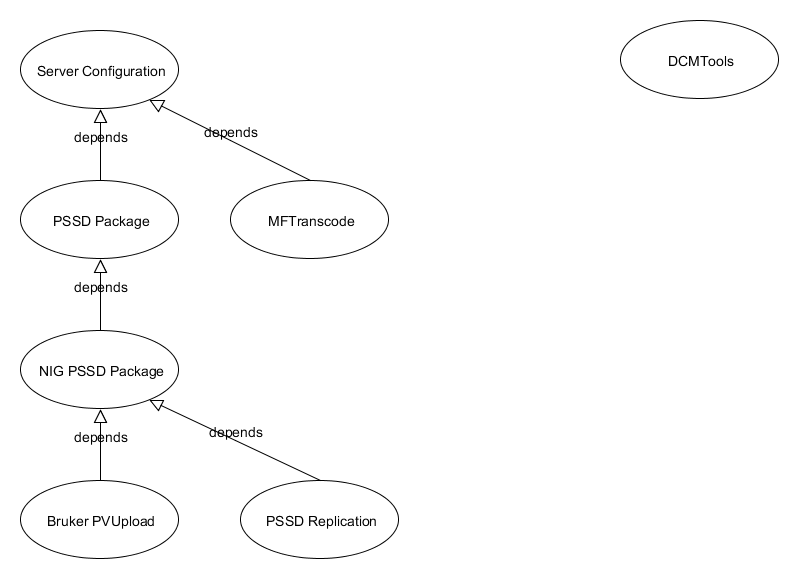 DCMTools
Server Configuration
depends
depends
PSSD Package
MFTranscode
depends
NIG PSSD Package
depends
depends
Bruker PVUpload
PSSD Replication